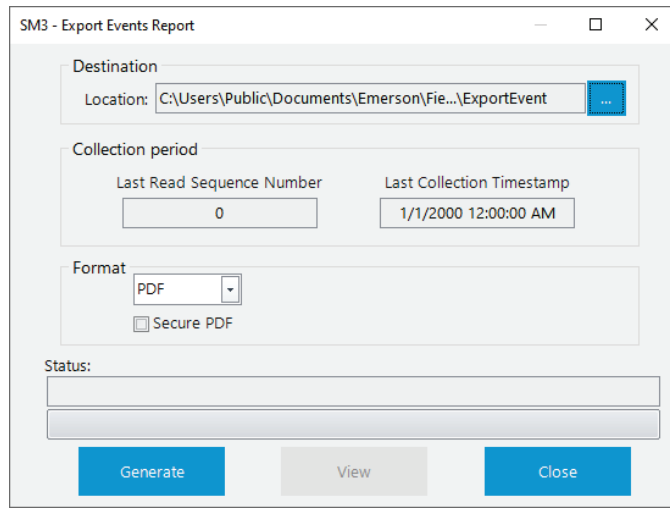 SM3 - Export Events Report
Destination
Location: C:\Users\Public\Documents\Emerson\Fie...\ExportEvent ...
Collection period
Last Read Sequence Number Last Collection Timestamp
0 1/1/2000 12:00:00 AM
Format
PDF
Secure PDF
Status:
Generate View Close